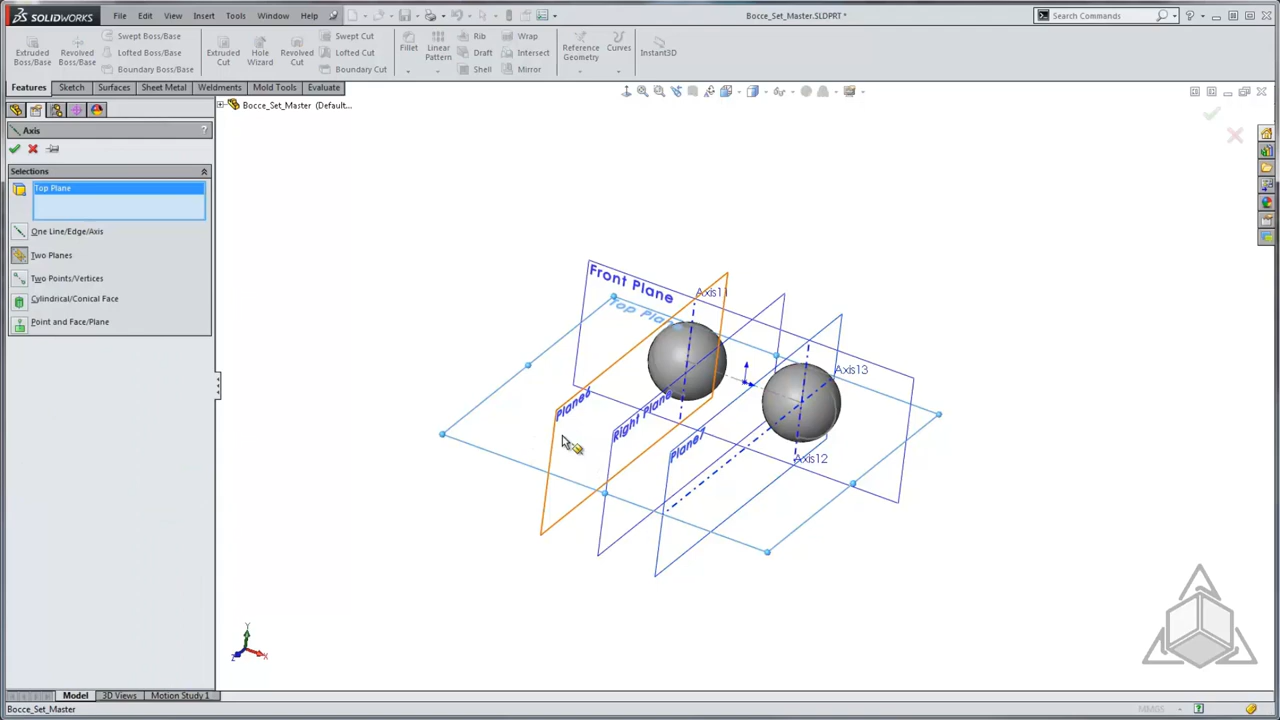 SOLIDWORKS File Edit View Insert Tools Window Help Bocce_Set_Master.SLDPRT * Search Commands
Extruded Boss/Base Revolved Boss/Base Swept Boss/Base Lofted Boss/Base Boundary Boss/Base Extruded Cut Hole Wizard Revolved Cut Swept Cut Lofted Cut Boundary Cut Fillet Linear Pattern Rib Draft Shell Wrap Intersect Mirror Reference Geometry Curves Instant3D
Features Sketch Surfaces Sheet Metal Weldments Mold Tools Evaluate
Bocce_Set_Master (Default...
Axis ?
Selections
Top Plane
One Line/Edge/Axis
Two Planes
Two Points/Vertices
Cylindrical/Conical Face
Point and Face/Plane
Front Plane
Axis11
Top Plane
Axis13
Plane6
Right Plane
Plane7
Axis12
Y
Z X
Model 3D Views Motion Study 1
Bocce_Set_Master MMGS